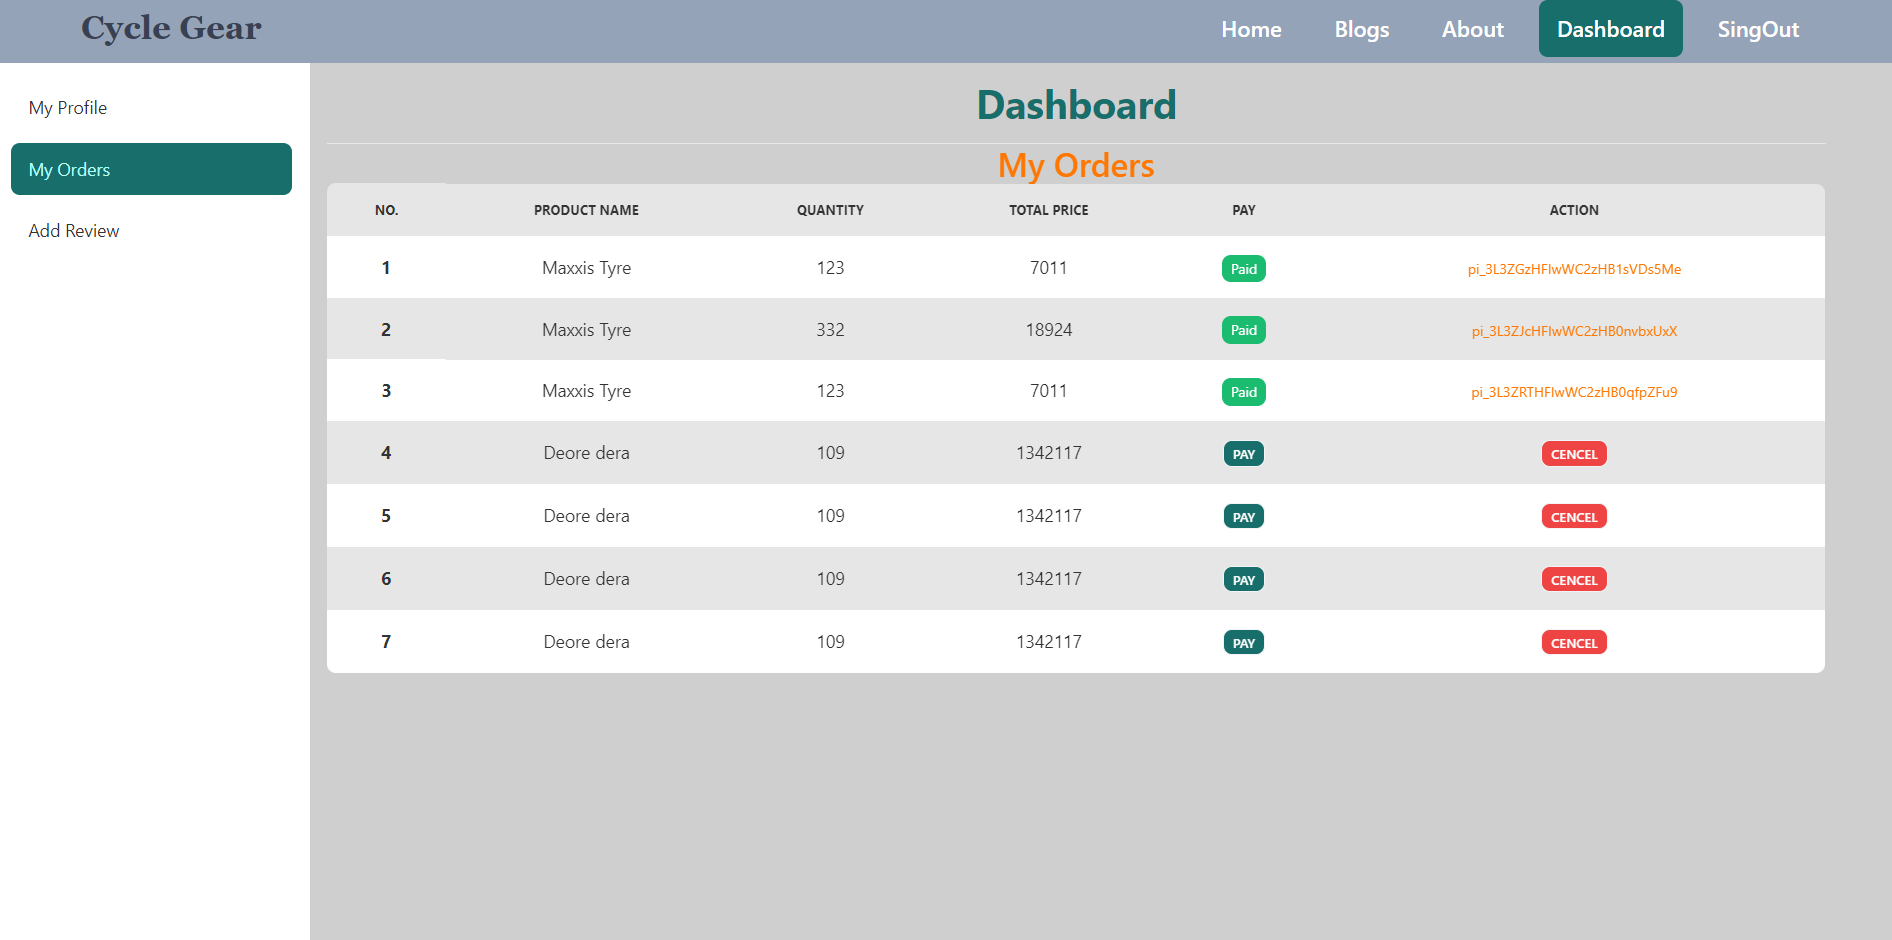 Cycle Gear Home Blogs About Dashboard SingOut
My Profile
My Orders
Add Review
Dashboard
My Orders
NO. PRODUCT NAME QUANTITY TOTAL PRICE PAY ACTION
1 Maxxis Tyre 123 7011 Paid pi_3L3ZGzHFIwWC2zHB1sVDs5Me
2 Maxxis Tyre 332 18924 Paid pi_3L3ZJcHFIwWC2zHB0nvbxUxX
3 Maxxis Tyre 123 7011 Paid pi_3L3ZRTHFIwWC2zHB0qfpZFu9
4 Deore dera 109 1342117 PAY CENCEL
5 Deore dera 109 1342117 PAY CENCEL
6 Deore dera 109 1342117 PAY CENCEL
7 Deore dera 109 1342117 PAY CENCEL